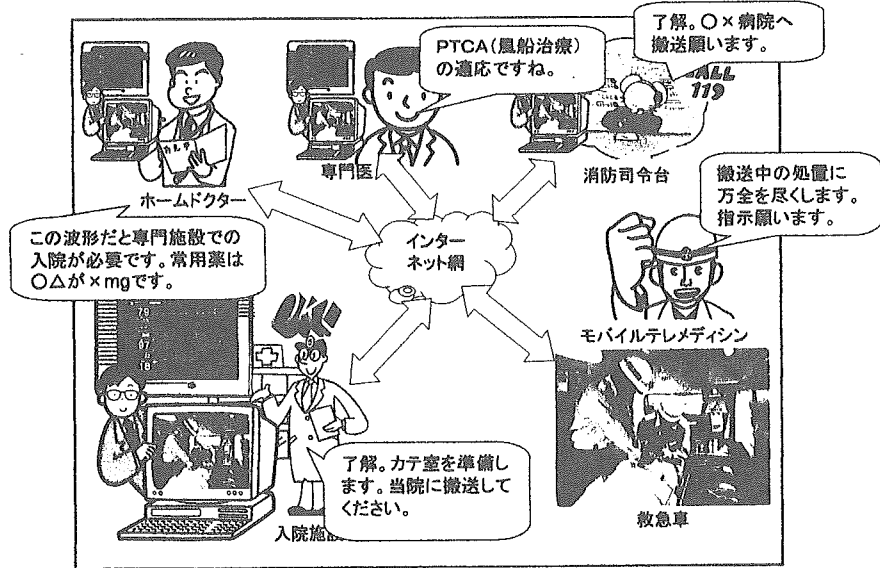 了解。○×病院へ
搬送願います。
PTCA(風船治療)
の適応ですね。
CALL
119
カルテ
専門医
消防司令台
ホームドクター
搬送中の処置に
万全を尽くします。
指示願います。
この波形だと専門施設での
入院が必要です。常用薬は
○△が×mgです。
インター
ネット網
モバイルテレメディシン
79
97
18
OK!
了解。カテ室を準備し
ます。当院に搬送して
ください。
入院施設
救急車